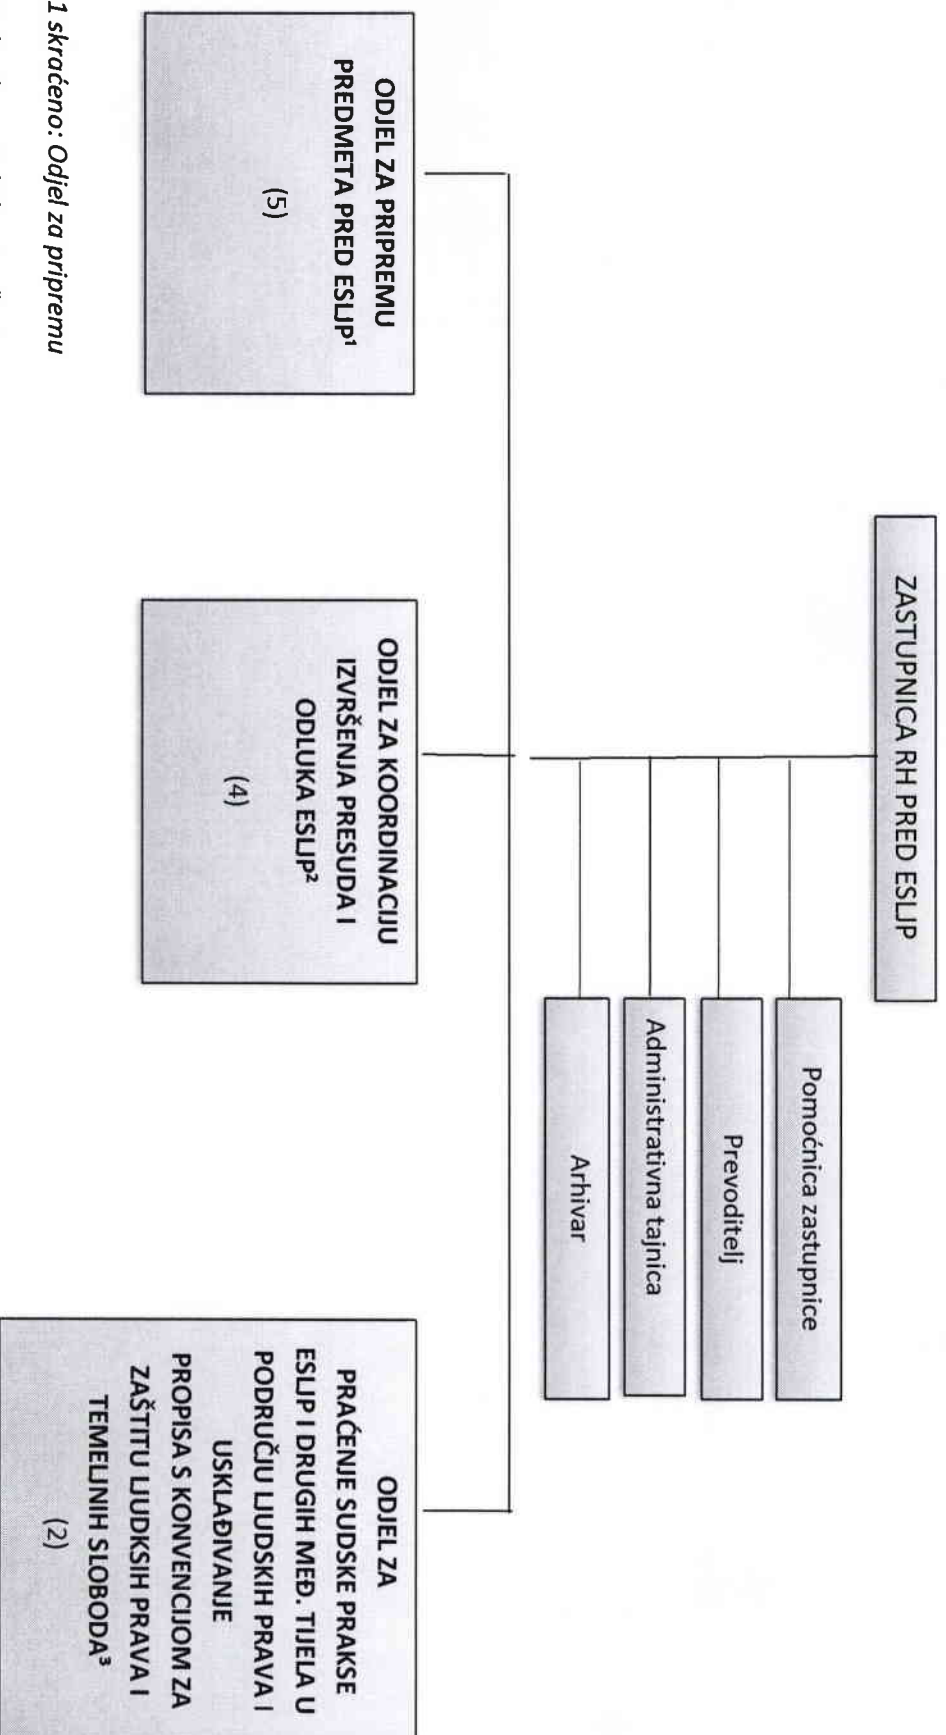 ZASTUPNICA RH PRED ESLJP
Pomoćnica zastupnice
Prevoditelj
Administrativna tajnica
Arhivar
ODJEL ZA PRIPREMU
PREDMETA PRED ESLJP¹
(5)
ODJEL ZA KOORDINACIJU
IZVRŠENJA PRESUDA I
ODLUKA ESLJP²
(4)
ODJEL ZA
PRAĆENJE SUDSKE PRAKSE
ESLJP I DRUGIH MEĐ. TIJELA U
PODRUČJU LJUDSKIH PRAVA I
USKLAĐIVANJE
PROPISA S KONVENCIJOM ZA
ZAŠTITU LJUDKSIH PRAVA I
TEMELJNIH SLOBODA³
(2)
1 skraćeno: Odjel za pripremu